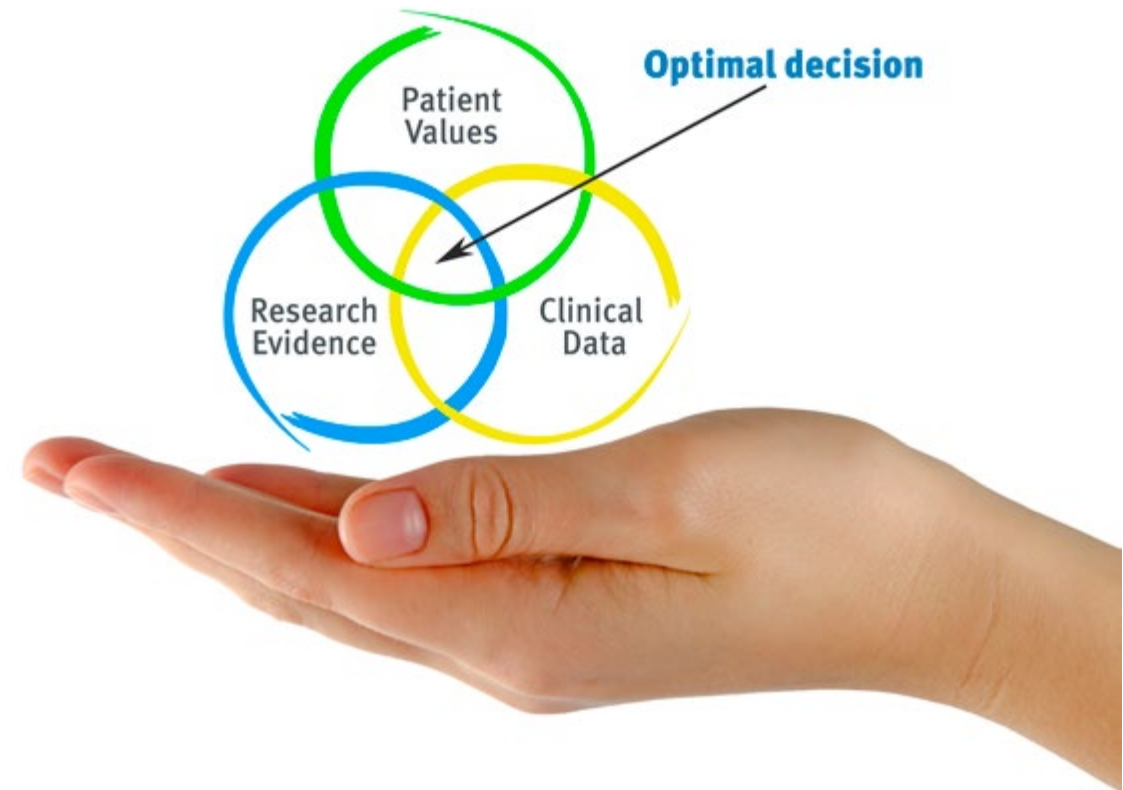 Optimal decision
Patient
Values
Research
Evidence
Clinical
Data